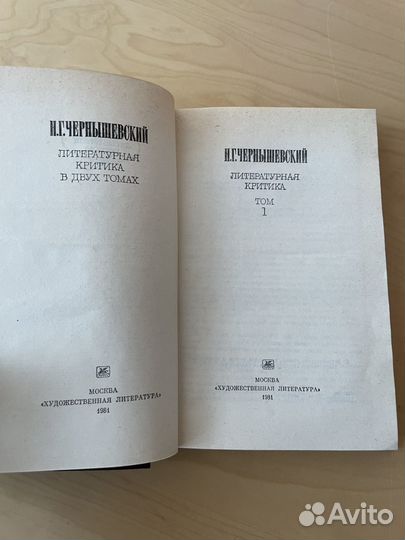 Н.Г.ЧЕРНЫШЕВСКИЙ
ЛИТЕРАТУРНАЯ
КРИТИКА
В ДВУХ ТОМАХ
МОСКВА
«ХУДОЖЕСТВЕННАЯ ЛИТЕРАТУРА»
1981
Н.Г.ЧЕРНЫШЕВСКИЙ
ЛИТЕРАТУРНАЯ
КРИТИКА
ТОМ
1
МОСКВА
«ХУДОЖЕСТВЕННАЯ ЛИТЕРАТУРА»
1981
Avito